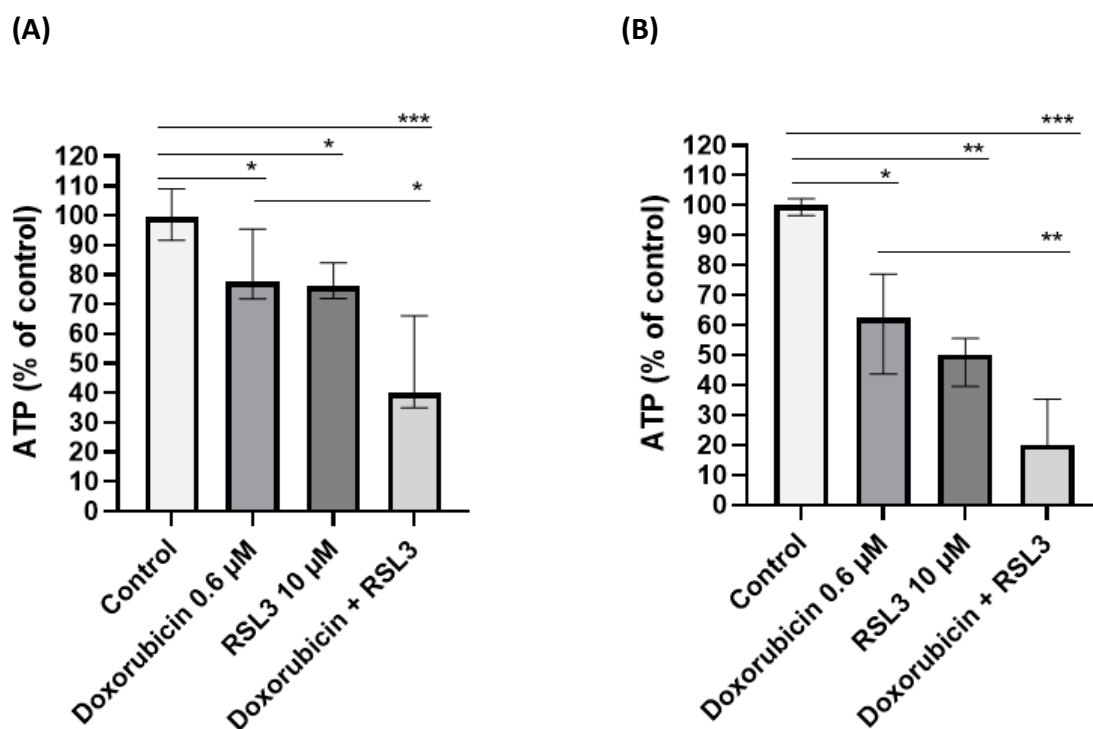 (A)
***
*
*
*
120
110
100
90
80
70
60
50
40
30
20
10
0
ATP (% of control)
Control
Doxorubicin 0.6 µM
RSL3 10 µM
Doxorubicin + RSL3
(B)
***
**
*
**
120
110
100
90
80
70
60
50
40
30
20
10
0
ATP (% of control)
Control
Doxorubicin 0.6 µM
RSL3 10 µM
Doxorubicin + RSL3